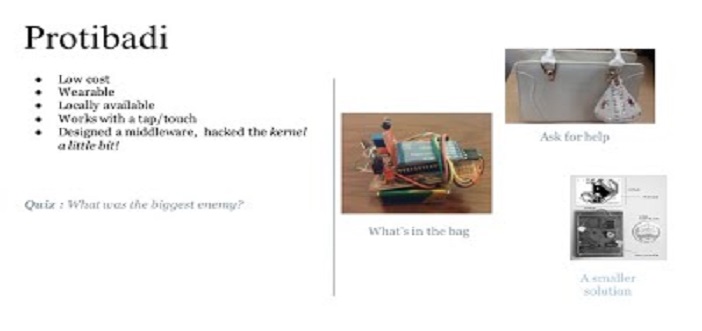 Protibadi
• Low cost
• Wearable
• Locally available
• Works with a tap/touch
• Designed a middleware, hacked the kernel
a little bit!
Quiz : What was the biggest enemy?
Ask for help
What's in the bag
A smaller
solution